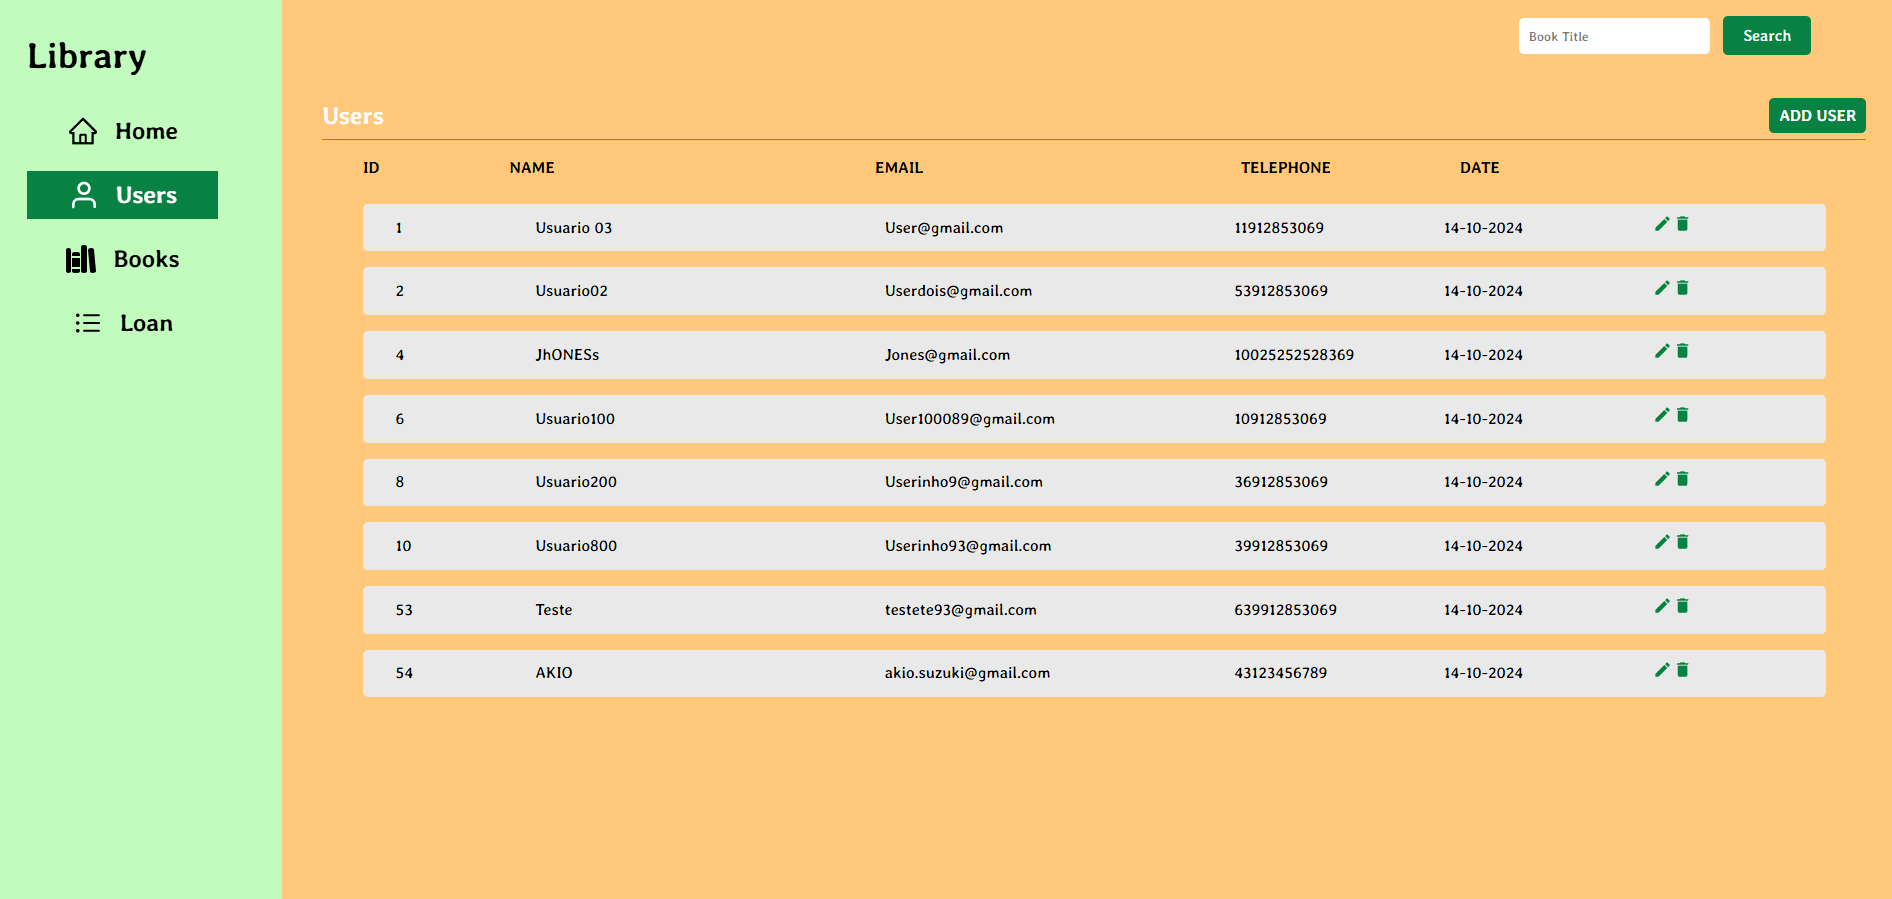 Library
Home
Users
Books
Loan
Book Title Search
Users ADD USER
ID NAME EMAIL TELEPHONE DATE
1 Usuario 03 User@gmail.com 11912853069 14-10-2024
2 Usuario02 Userdois@gmail.com 53912853069 14-10-2024
4 JhONESs Jones@gmail.com 10025252528369 14-10-2024
6 Usuario100 User100089@gmail.com 10912853069 14-10-2024
8 Usuario200 Userinho9@gmail.com 36912853069 14-10-2024
10 Usuario800 Userinho93@gmail.com 39912853069 14-10-2024
53 Teste testete93@gmail.com 639912853069 14-10-2024
54 AKIO akio.suzuki@gmail.com 43123456789 14-10-2024